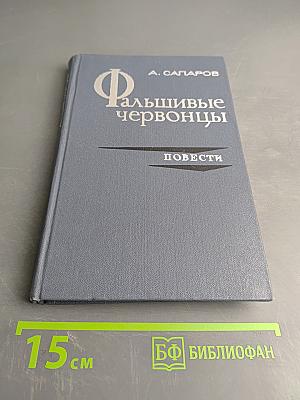 А. САПАРОВ
Фальшивые
червонцы
ПОВЕСТИ
15 см
БФ БИБЛИОФАН